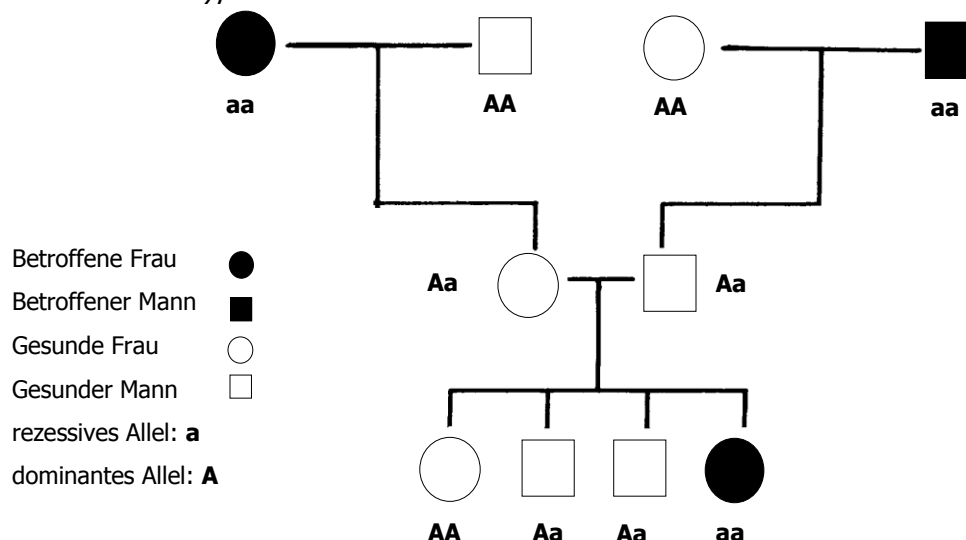 aa AA AA aa
Aa Aa
Betroffene Frau
Betroffener Mann
Gesunde Frau
Gesunder Mann
rezessives Allel: a
dominantes Allel: A
AA Aa Aa aa